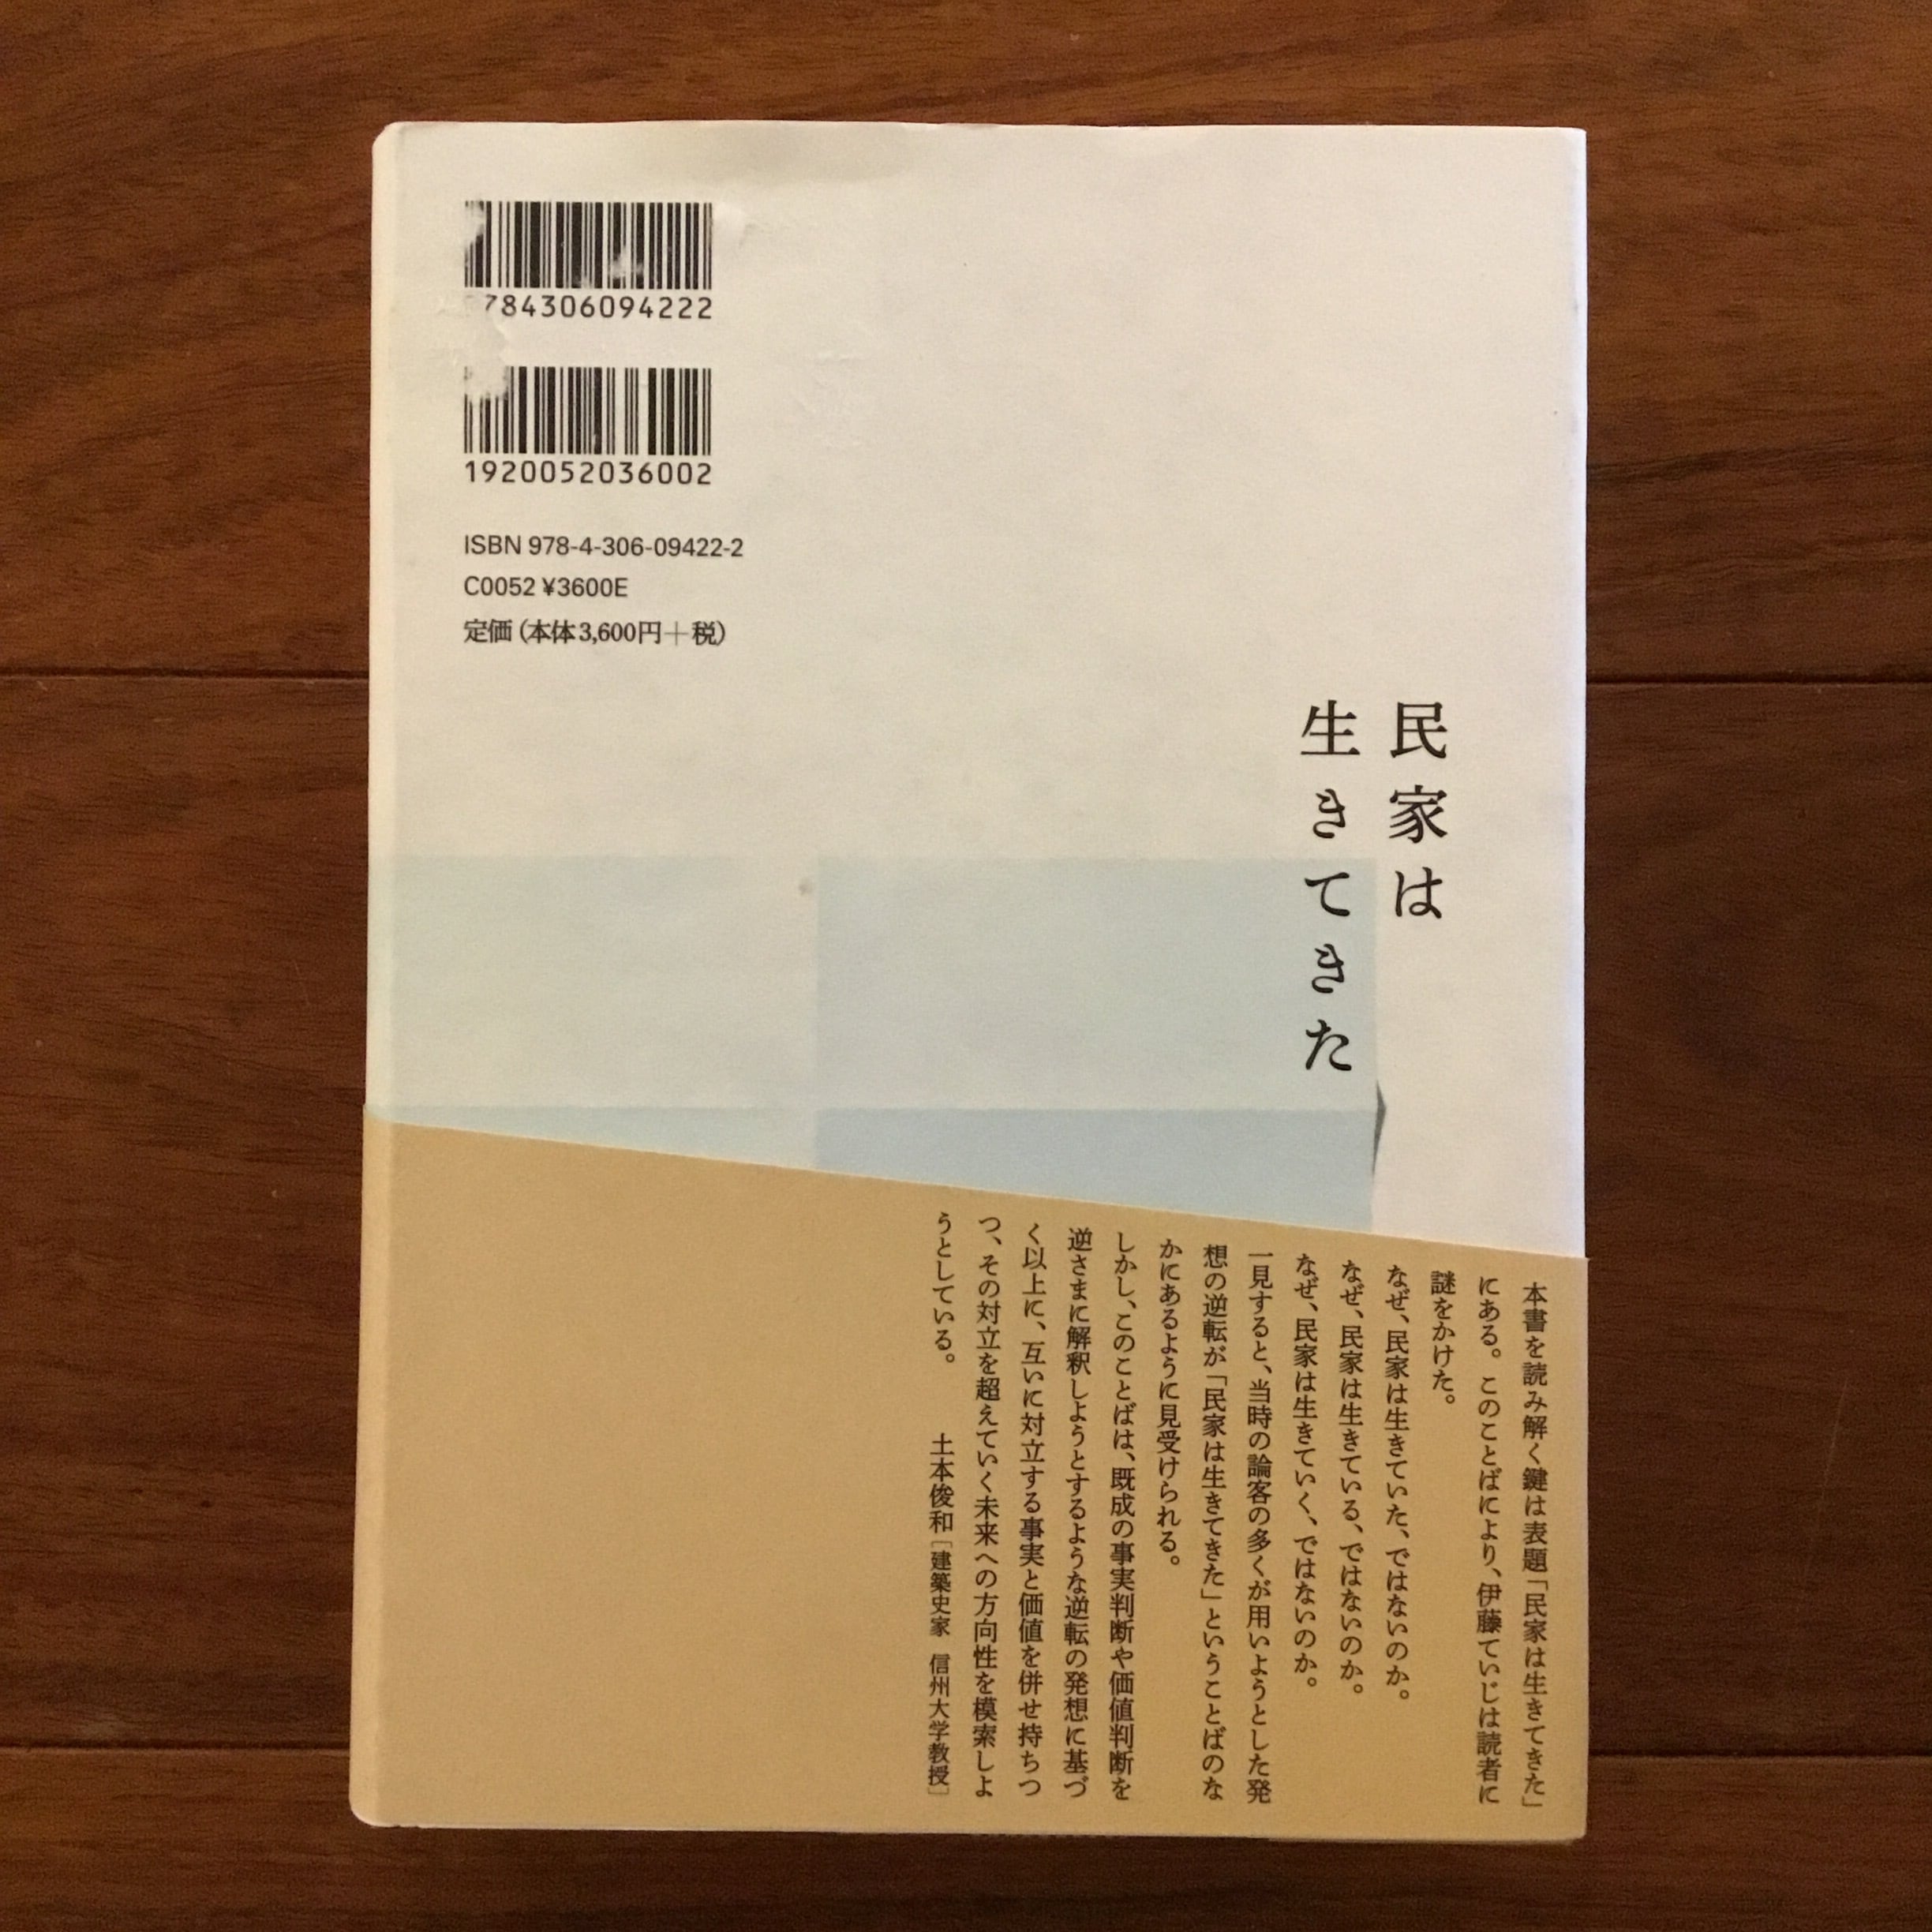 784306094222
1920052036002
ISBN 978-4-306-09422-2
C0052 ¥3600E
定価(本体3,600円+税)
民家は
生きてきた
本書を読み解く鍵は表題「民家は生きてきた」
にある。このことばにより、伊藤ていじは読者に
謎をかけた。
なぜ、民家は生きていた、ではないのか。
なぜ、民家は生きている、ではないのか。
なぜ、民家は生きていく、ではないのか。
一見すると、当時の論客の多くが用いようとした発
想の逆転が「民家は生きてきた」ということばのな
かにあるように見受けられる。
しかし、このことばは、既成の事実判断や価値判断を
逆さまに解釈しようとするような逆転の発想に基づ
く以上に、互いに対立する事実と価値を併せ持ちつ
つ、その対立を超えていく未来への方向性を模索しよ
うとしている。 土本俊和[建築史家 信州大学教授]